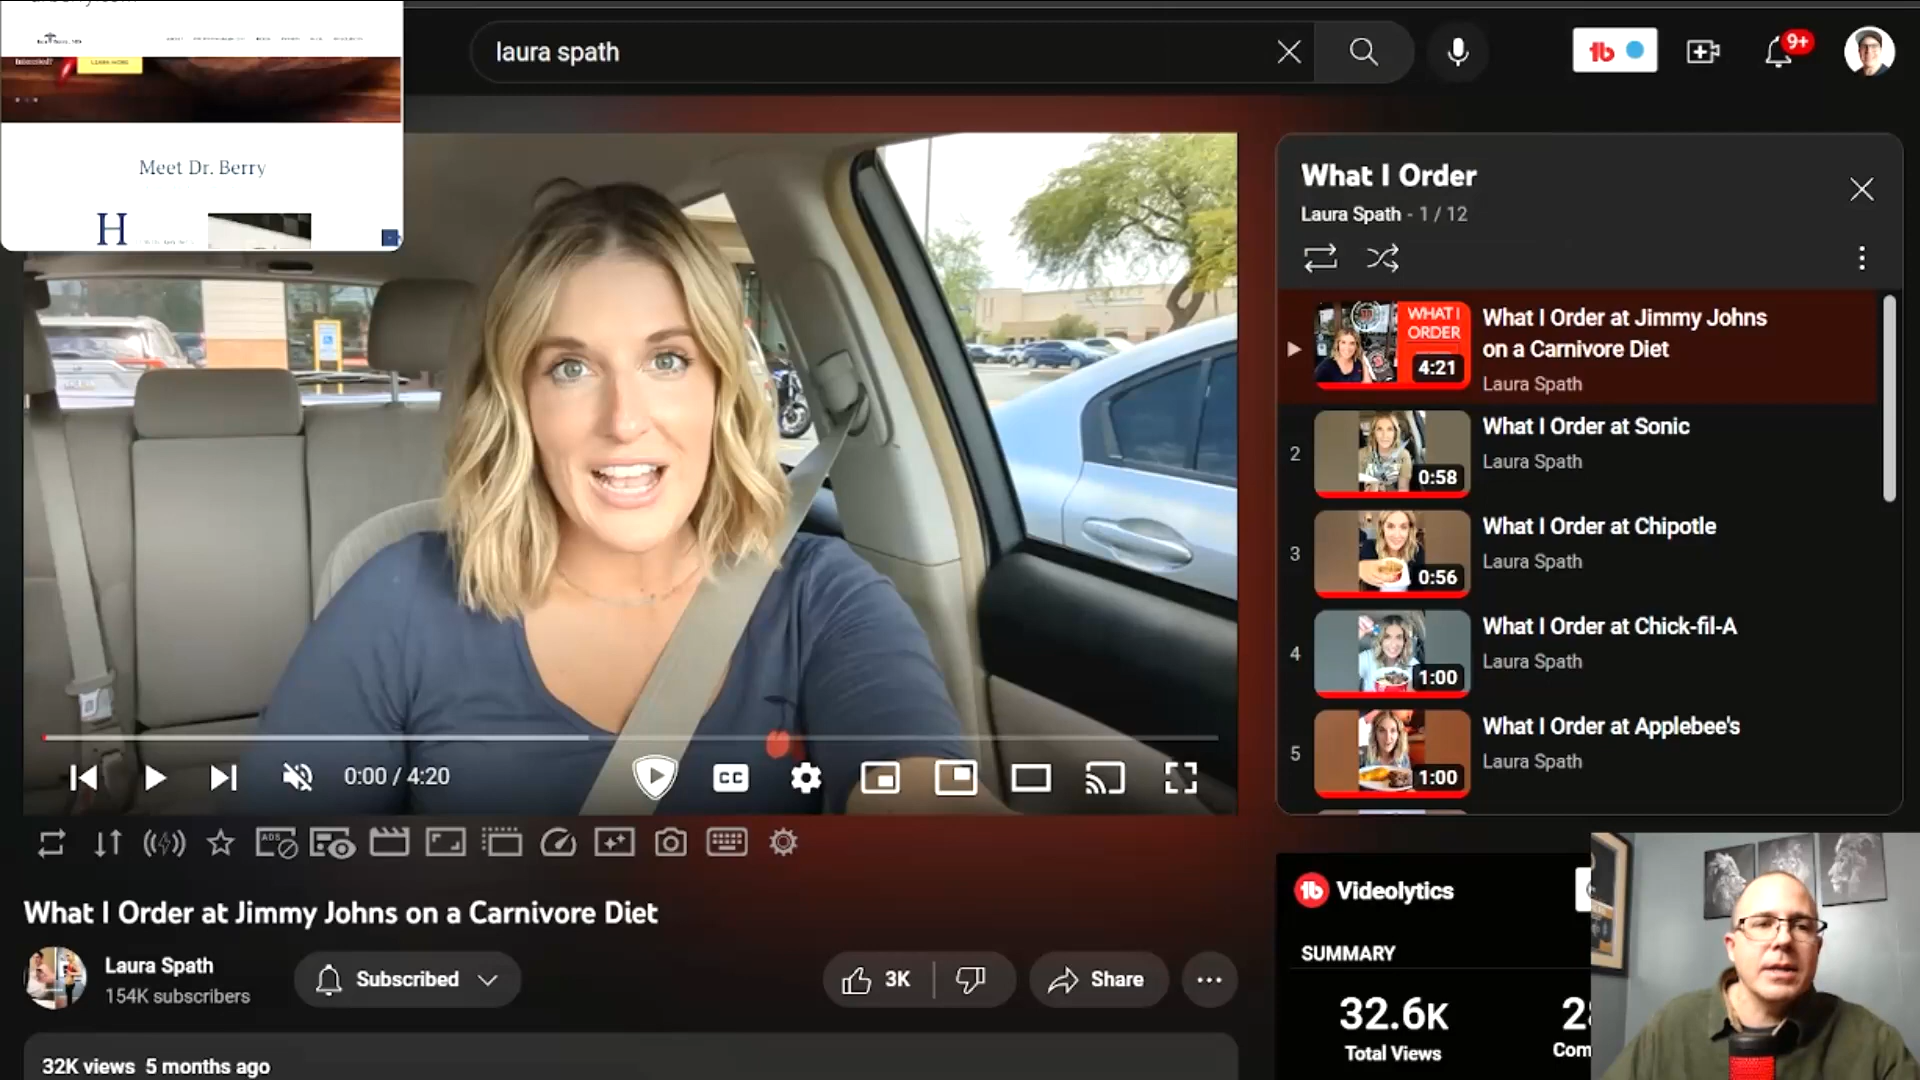 laura spath
9+
LEARN MORE
Meet Dr. Berry
H
What I Order
Laura Spath - 1 / 12
WHAT I
ORDER
4:21
What I Order at Jimmy Johns
on a Carnivore Diet
Laura Spath
2
0:58
What I Order at Sonic
Laura Spath
3
0:56
What I Order at Chipotle
Laura Spath
4
1:00
What I Order at Chick-fil-A
Laura Spath
5
1:00
What I Order at Applebee's
Laura Spath
0:00 / 4:20
CC
ADS
What I Order at Jimmy Johns on a Carnivore Diet
Laura Spath
154K subscribers
Subscribed
3K
Share
32K views 5 months ago
Videolytics
SUMMARY
32.6K
Total Views